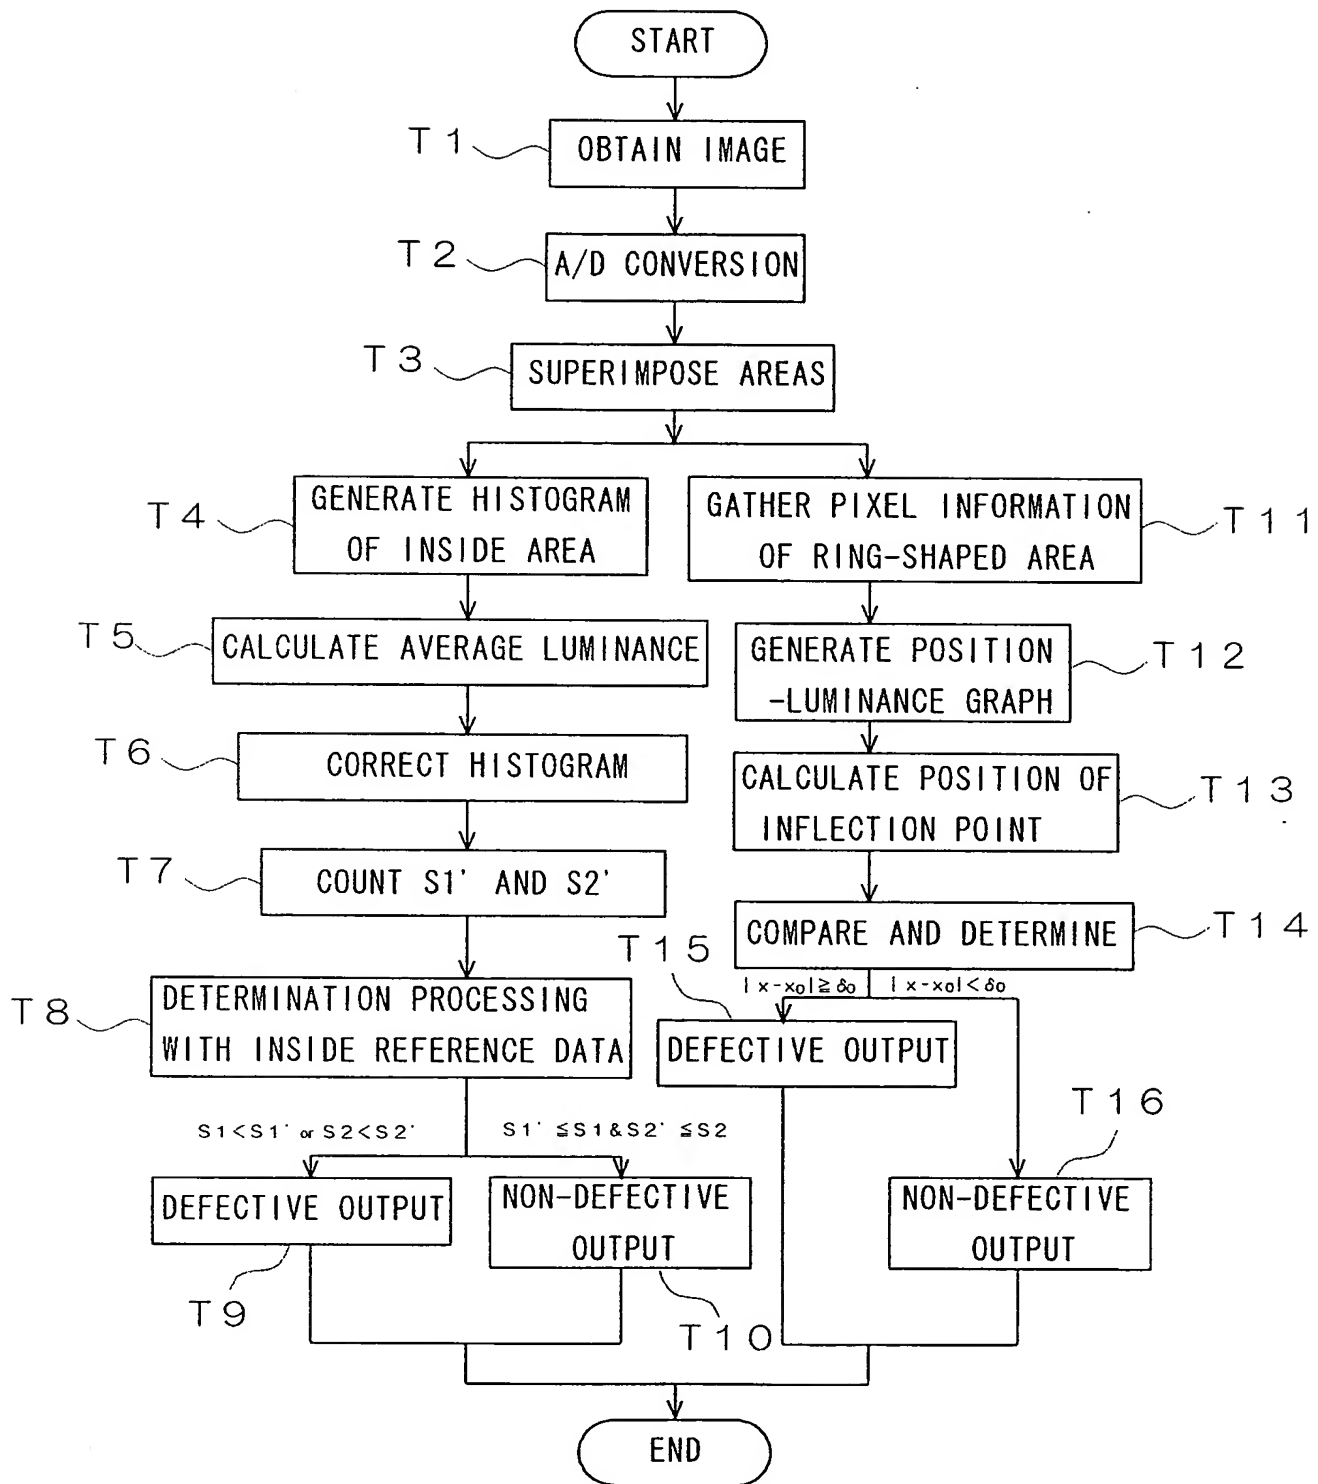 START
T1
OBTAIN IMAGE
T2
A/D CONVERSION
T3
SUPERIMPOSE AREAS
T4
GENERATE HISTOGRAM
OF INSIDE AREA
GATHER PIXEL INFORMATION
OF RING-SHAPED AREA
T11
T5
CALCULATE AVERAGE LUMINANCE
GENERATE POSITION
-LUMINANCE GRAPH
T12
T6
CORRECT HISTOGRAM
CALCULATE POSITION OF
INFLECTION POINT
T13
T7
COUNT S1' AND S2'
COMPARE AND DETERMINE
T14
T15
|x-x₀|≧δ₀
|x-x₀|<δ₀
T8
DETERMINATION PROCESSING
WITH INSIDE REFERENCE DATA
DEFECTIVE OUTPUT
T16
S1<S1' or S2<S2'
S1'≦S1&S2'≦S2
DEFECTIVE OUTPUT
NON-DEFECTIVE
OUTPUT
NON-DEFECTIVE
OUTPUT
T9
T10
END